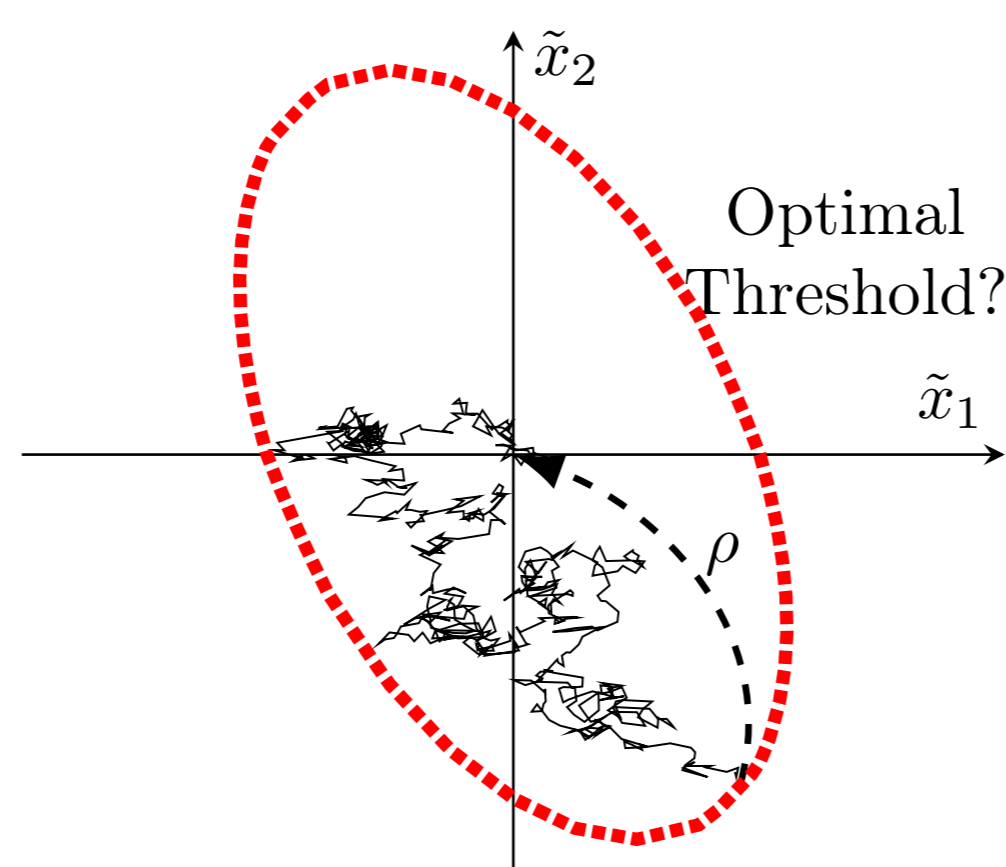 x̃₂
Optimal
Threshold?
x̃₁
ρ